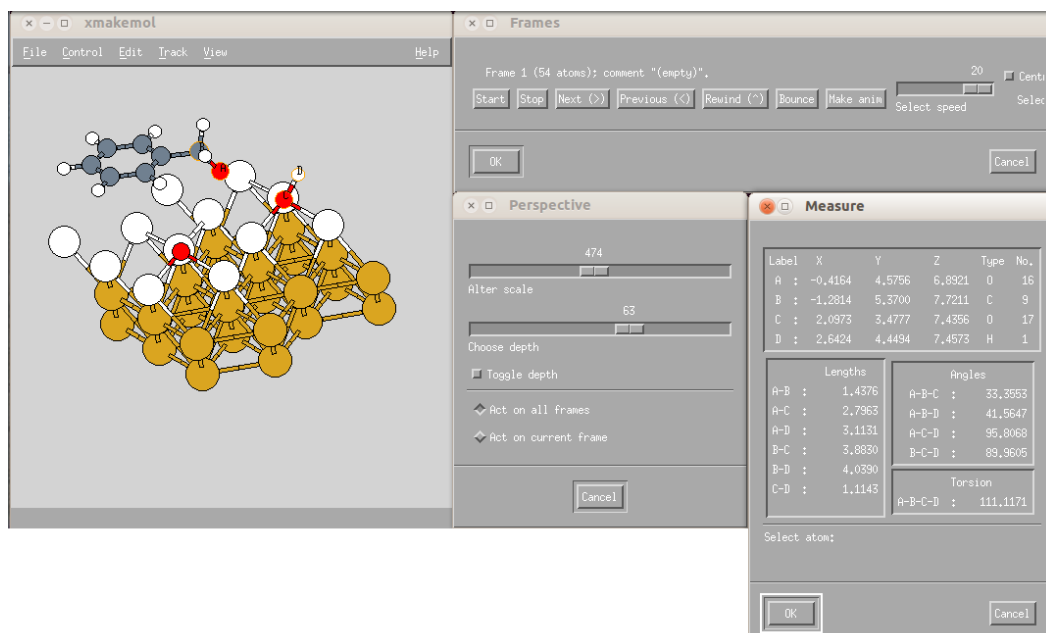 xmakemol
File Control Edit Track View Help
A
B
C
D
Frames
Frame 1 (54 atoms): comment "(empty)".
20
Start Stop Next (>) Previous (<) Rewind (^) Bounce Make anim
Select speed
Cent
Selec
OK Cancel
Perspective
474
Alter scale
63
Choose depth
Toggle depth
Act on all frames
Act on current frame
Cancel
Measure
Label X Y Z Type No.
A : -0.4164 4.5756 6.8921 O 16
B : -1.2814 5.3700 7.7211 C 9
C : 2.0973 3.4777 7.4356 O 17
D : 2.6424 4.4494 7.4573 H 1
Lengths
A-B : 1.4376
A-C : 2.7963
A-D : 3.1131
B-C : 3.8830
B-D : 4.0390
C-D : 1.1143
Angles
A-B-C : 33.3553
A-B-D : 41.5647
A-C-D : 95.8068
B-C-D : 89.9605
Torsion
A-B-C-D : 111.1171
Select atom:
OK Cancel